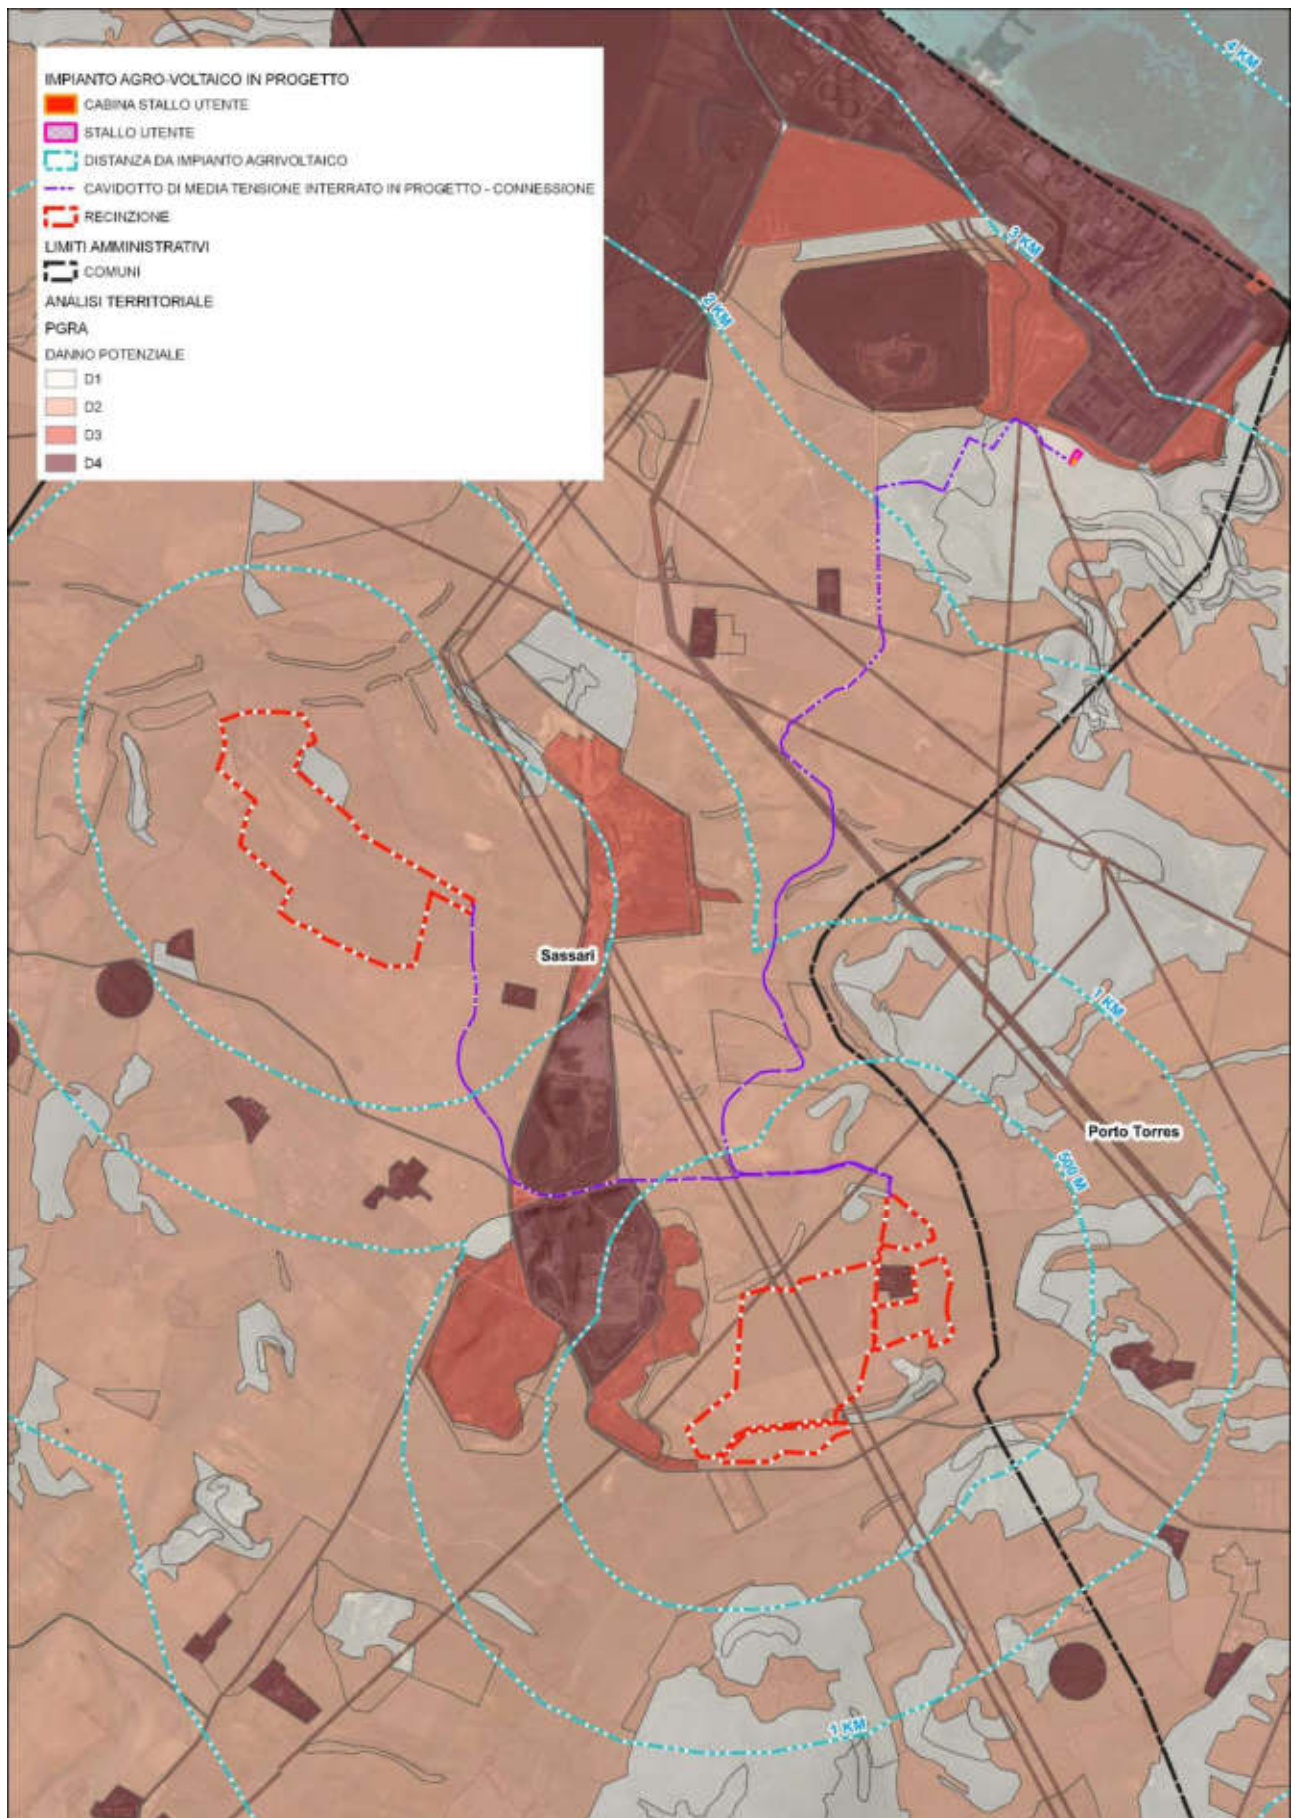 IMPIANTO AGRO-VOLTAICO IN PROGETTO
CABINA STALLO UTENTE
STALLO UTENTE
DISTANZA DA IMPIANTO AGRIVOLTAICO
CAVIDOTTO DI MEDIA TENSIONE INTERRATO IN PROGETTO - CONNESSIONE
RECINZIONE
LIMITI AMMINISTRATIVI
COMUNI
ANALISI TERRITORIALE
PGRA
DANNO POTENZIALE
D1
D2
D3
D4
4 KM
3 KM
2 KM
Sassari
1 KM
Porto Torres
500 M
1 KM